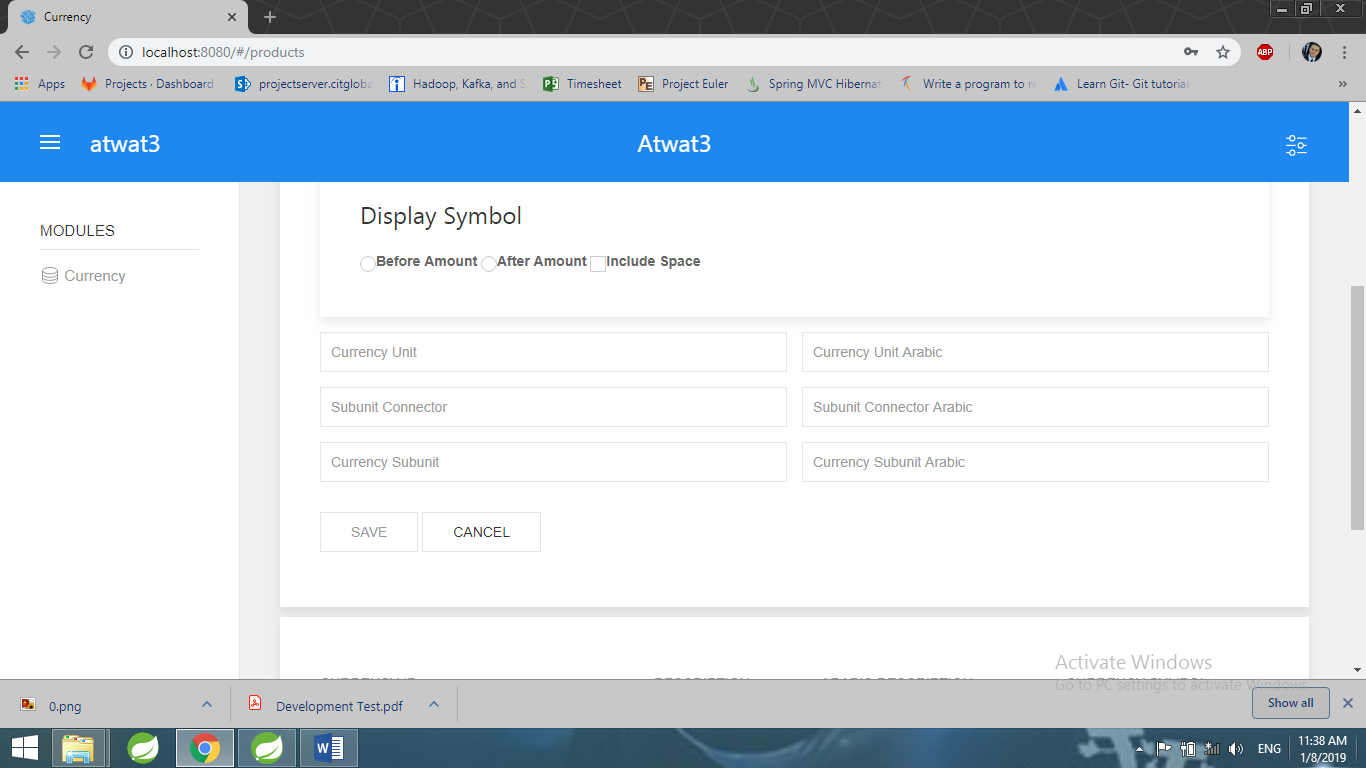 Currency
localhost:8080/#/products
ABP
Apps
Projects · Dashboard
projectserver.citgloba
Hadoop, Kafka, and S
Timesheet
Project Euler
Spring MVC Hibernat
Write a program to re
Learn Git- Git tutorial
»
atwat3
Atwat3
MODULES
Currency
Display Symbol
Before Amount After Amount Include Space
Currency Unit
Currency Unit Arabic
Subunit Connector
Subunit Connector Arabic
Currency Subunit
Currency Subunit Arabic
SAVE
CANCEL
Activate Windows
Go to PC settings to activate Windows.
0.png
Development Test.pdf
Show all
ENG
11:38 AM
1/8/2019